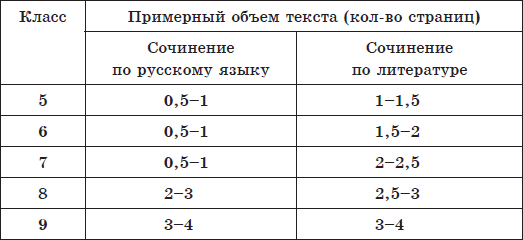 Класс Примерный объем текста (кол-во страниц)
Сочинение по русскому языку Сочинение по литературе
5 0,5–1 1–1,5
6 0,5–1 1,5–2
7 0,5–1 2–2,5
8 2–3 2,5–3
9 3–4 3–4